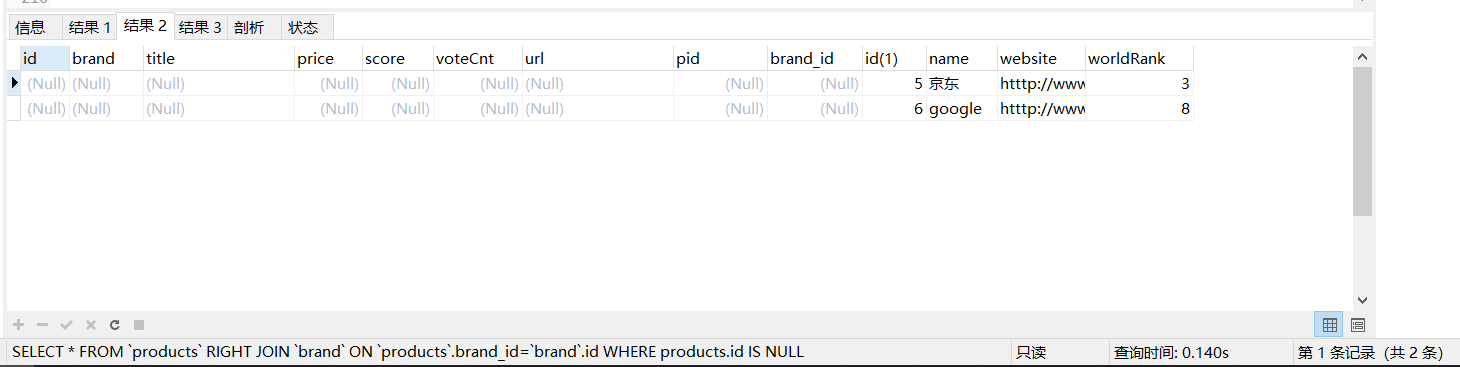 信息 结果 1 结果 2 结果 3 剖析 状态
id brand title price score voteCnt url pid brand_id id(1) name website worldRank
(Null) (Null) (Null) (Null) (Null) (Null) (Null) (Null) (Null) 5 京东 htttp://www 3
(Null) (Null) (Null) (Null) (Null) (Null) (Null) (Null) (Null) 6 google htttp://www 8
SELECT * FROM `products` RIGHT JOIN `brand` ON `products`.brand_id=`brand`.id WHERE products.id IS NULL 只读 查询时间: 0.140s 第 1 条记录 (共 2 条)